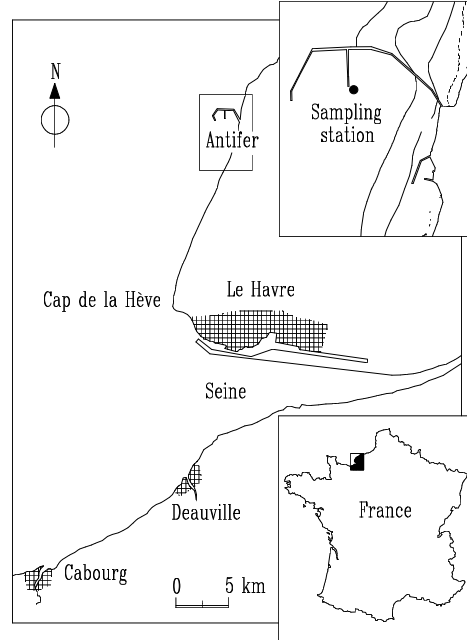 N
Antifer
Sampling
station
Cap de la Hève
Le Havre
Seine
Deauville
France
Cabourg
0 5 km